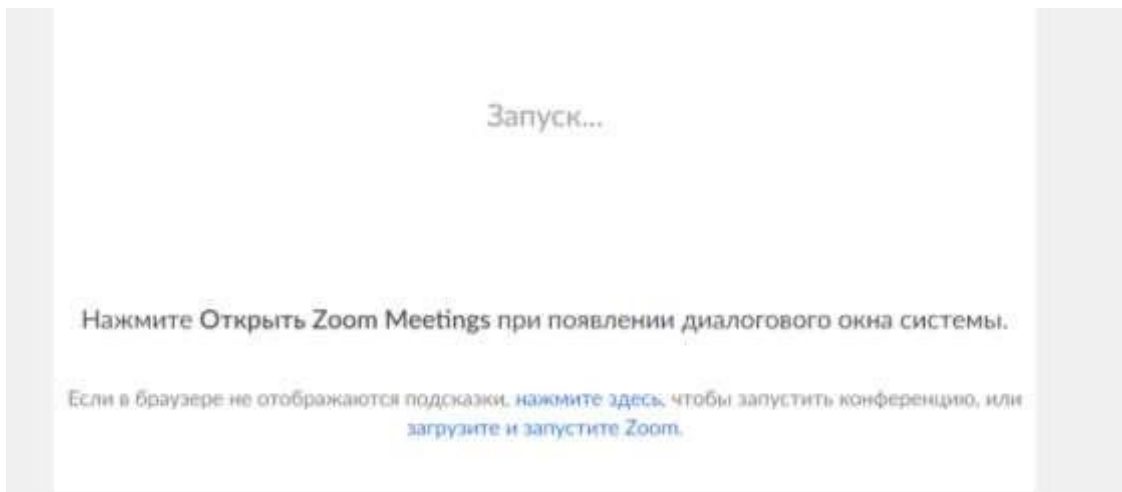 Запуск...
Нажмите Открыть Zoom Meetings при появлении диалогового окна системы.
Если в браузере не отображаются подсказки, нажмите здесь, чтобы запустить конференцию, или
загрузите и запустите Zoom.